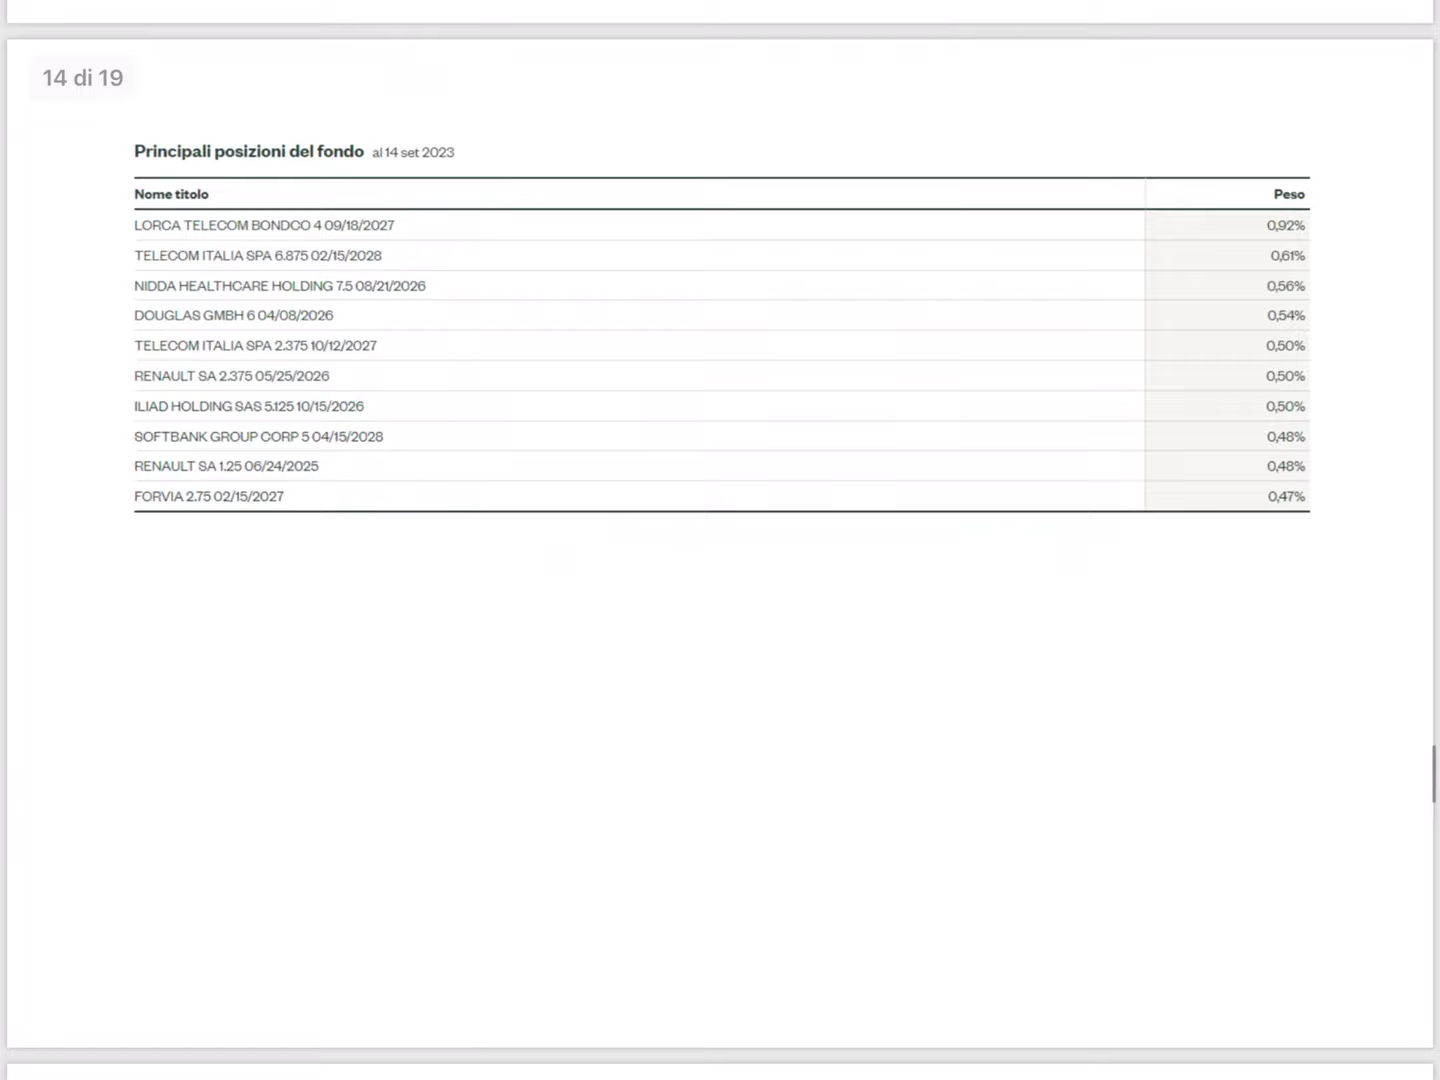 14 di 19
Principali posizioni del fondo al 14 set 2023
Nome titolo Peso
LORCA TELECOM BONDCO 4 09/18/2027 0,92%
TELECOM ITALIA SPA 6.875 02/15/2028 0,61%
NIDDA HEALTHCARE HOLDING 7.5 08/21/2026 0,56%
DOUGLAS GMBH 6 04/08/2026 0,54%
TELECOM ITALIA SPA 2.375 10/12/2027 0,50%
RENAULT SA 2.375 05/25/2026 0,50%
ILIAD HOLDING SAS 5.125 10/15/2026 0,50%
SOFTBANK GROUP CORP 5 04/15/2028 0,48%
RENAULT SA 1.25 06/24/2025 0,48%
FORVIA 2.75 02/15/2027 0,47%